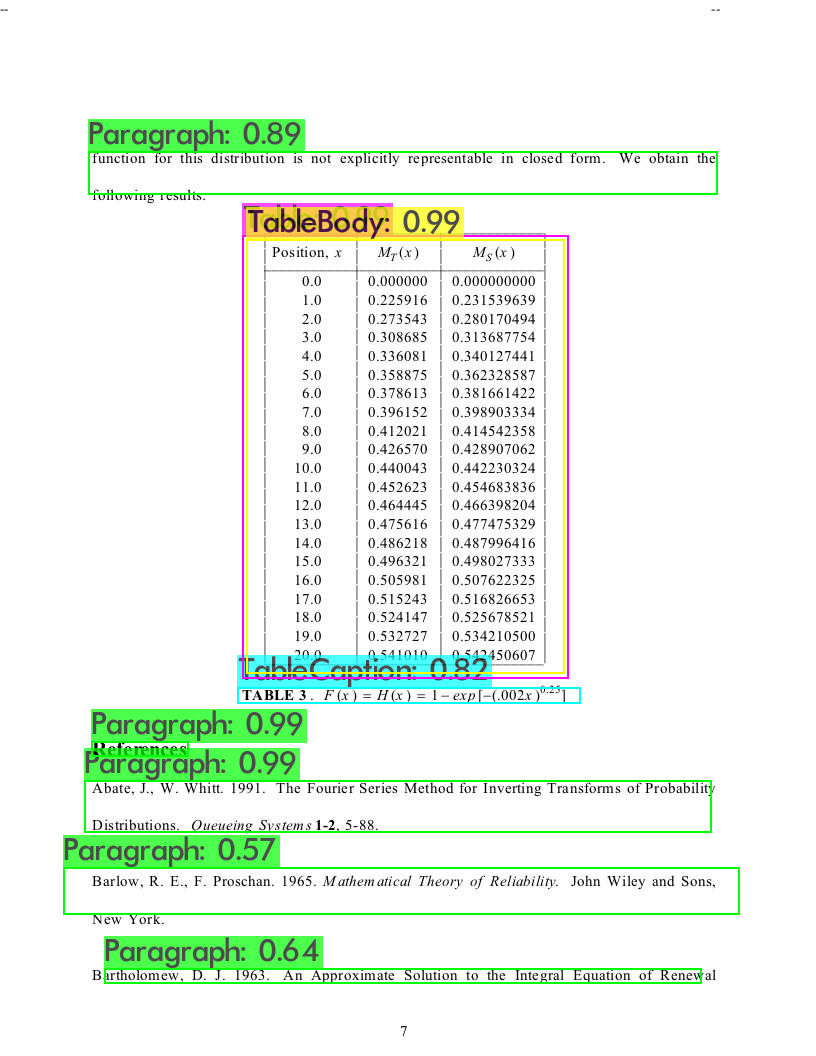 -- --
Paragraph: 0.89
function for this distribution is not explicitly representable in closed form. We obtain the
following results.
TableBody: 0.99
Position, x M_T(x) M_S(x)
0.0 0.000000 0.000000000
1.0 0.225916 0.231539639
2.0 0.273543 0.280170494
3.0 0.308685 0.313687754
4.0 0.336081 0.340127441
5.0 0.358875 0.362328587
6.0 0.378613 0.381661422
7.0 0.396152 0.398903334
8.0 0.412021 0.414542358
9.0 0.426570 0.428907062
10.0 0.440043 0.442230324
11.0 0.452623 0.454683836
12.0 0.464445 0.466398204
13.0 0.475616 0.477475329
14.0 0.486218 0.487996416
15.0 0.496321 0.498027333
16.0 0.505981 0.507622325
17.0 0.515243 0.516826653
18.0 0.524147 0.525678521
19.0 0.532727 0.534210500
20.0 0.541010 0.542450607
TableCaption: 0.82
TABLE 3. F(x) = H(x) = 1 − exp[−(.002x)^0.25]
Paragraph: 0.99
References
Paragraph: 0.99
Abate, J., W. Whitt. 1991. The Fourier Series Method for Inverting Transforms of Probability
Distributions. Queueing Systems 1-2, 5-88.
Paragraph: 0.57
Barlow, R. E., F. Proschan. 1965. Mathematical Theory of Reliability. John Wiley and Sons,
New York.
Paragraph: 0.64
Bartholomew, D. J. 1963. An Approximate Solution to the Integral Equation of Renewal
7